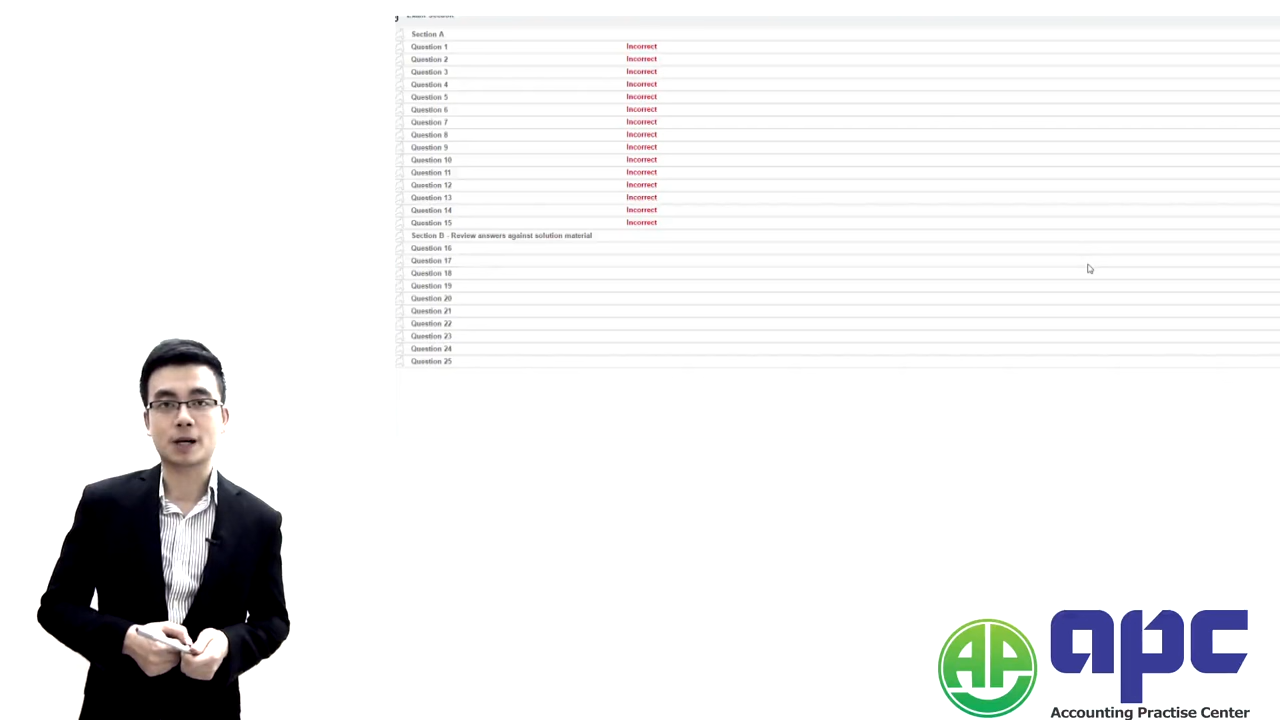 Exam Section
Section A
Question 1 Incorrect
Question 2 Incorrect
Question 3 Incorrect
Question 4 Incorrect
Question 5 Incorrect
Question 6 Incorrect
Question 7 Incorrect
Question 8 Incorrect
Question 9 Incorrect
Question 10 Incorrect
Question 11 Incorrect
Question 12 Incorrect
Question 13 Incorrect
Question 14 Incorrect
Question 15 Incorrect
Section B - Review answers against solution material
Question 16
Question 17
Question 18
Question 19
Question 20
Question 21
Question 22
Question 23
Question 24
Question 25
AP
apc
Accounting Practise Center